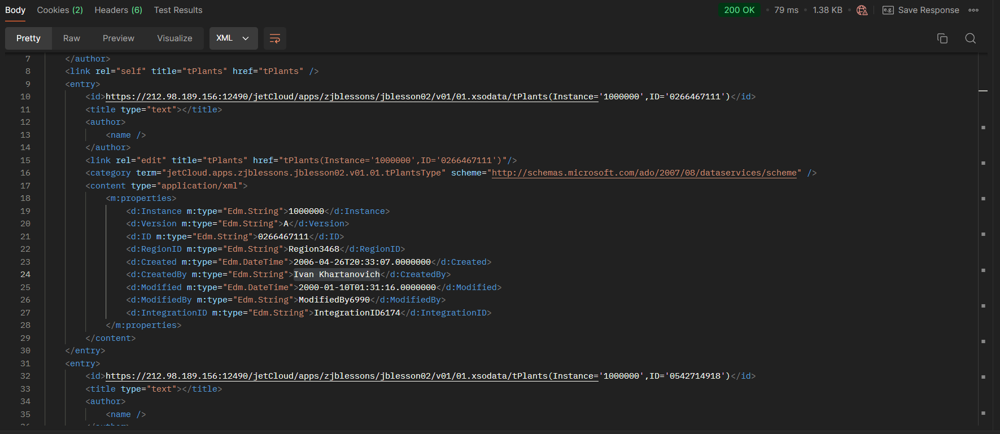 Body Cookies (2) Headers (6) Test Results 200 OK • 79 ms • 1.38 KB • e.g. Save Response
Pretty Raw Preview Visualize XML
7 </author>
8 <link rel="self" title="tPlants" href="tPlants" />
9 <entry>
10 <id>https://212.98.189.156:12490/jetCloud/apps/zjblessons/jblesson02/v01/01.xsodata/tPlants(Instance='1000000',ID='0266467111')</id>
11 <title type="text"></title>
12 <author>
13 <name />
14 </author>
15 <link rel="edit" title="tPlants" href="tPlants(Instance='1000000',ID='0266467111')"/>
16 <category term="jetCloud.apps.zjblessons.jblesson02.v01.01.tPlantsType" scheme="http://schemas.microsoft.com/ado/2007/08/dataservices/scheme" />
17 <content type="application/xml">
18 <m:properties>
19 <d:Instance m:type="Edm.String">1000000</d:Instance>
20 <d:Version m:type="Edm.String">A</d:Version>
21 <d:ID m:type="Edm.String">0266467111</d:ID>
22 <d:RegionID m:type="Edm.String">Region3468</d:RegionID>
23 <d:Created m:type="Edm.DateTime">2006-04-26T20:33:07.0000000</d:Created>
24 <d:CreatedBy m:type="Edm.String">Ivan Khartanovich</d:CreatedBy>
25 <d:Modified m:type="Edm.DateTime">2000-01-10T01:31:16.0000000</d:Modified>
26 <d:ModifiedBy m:type="Edm.String">ModifiedBy6990</d:ModifiedBy>
27 <d:IntegrationID m:type="Edm.String">IntegrationID6174</d:IntegrationID>
28 </m:properties>
29 </content>
30 </entry>
31 <entry>
32 <id>https://212.98.189.156:12490/jetCloud/apps/zjblessons/jblesson02/v01/01.xsodata/tPlants(Instance='1000000',ID='0542714918')</id>
33 <title type="text"></title>
34 <author>
35 <name />
36 </author>